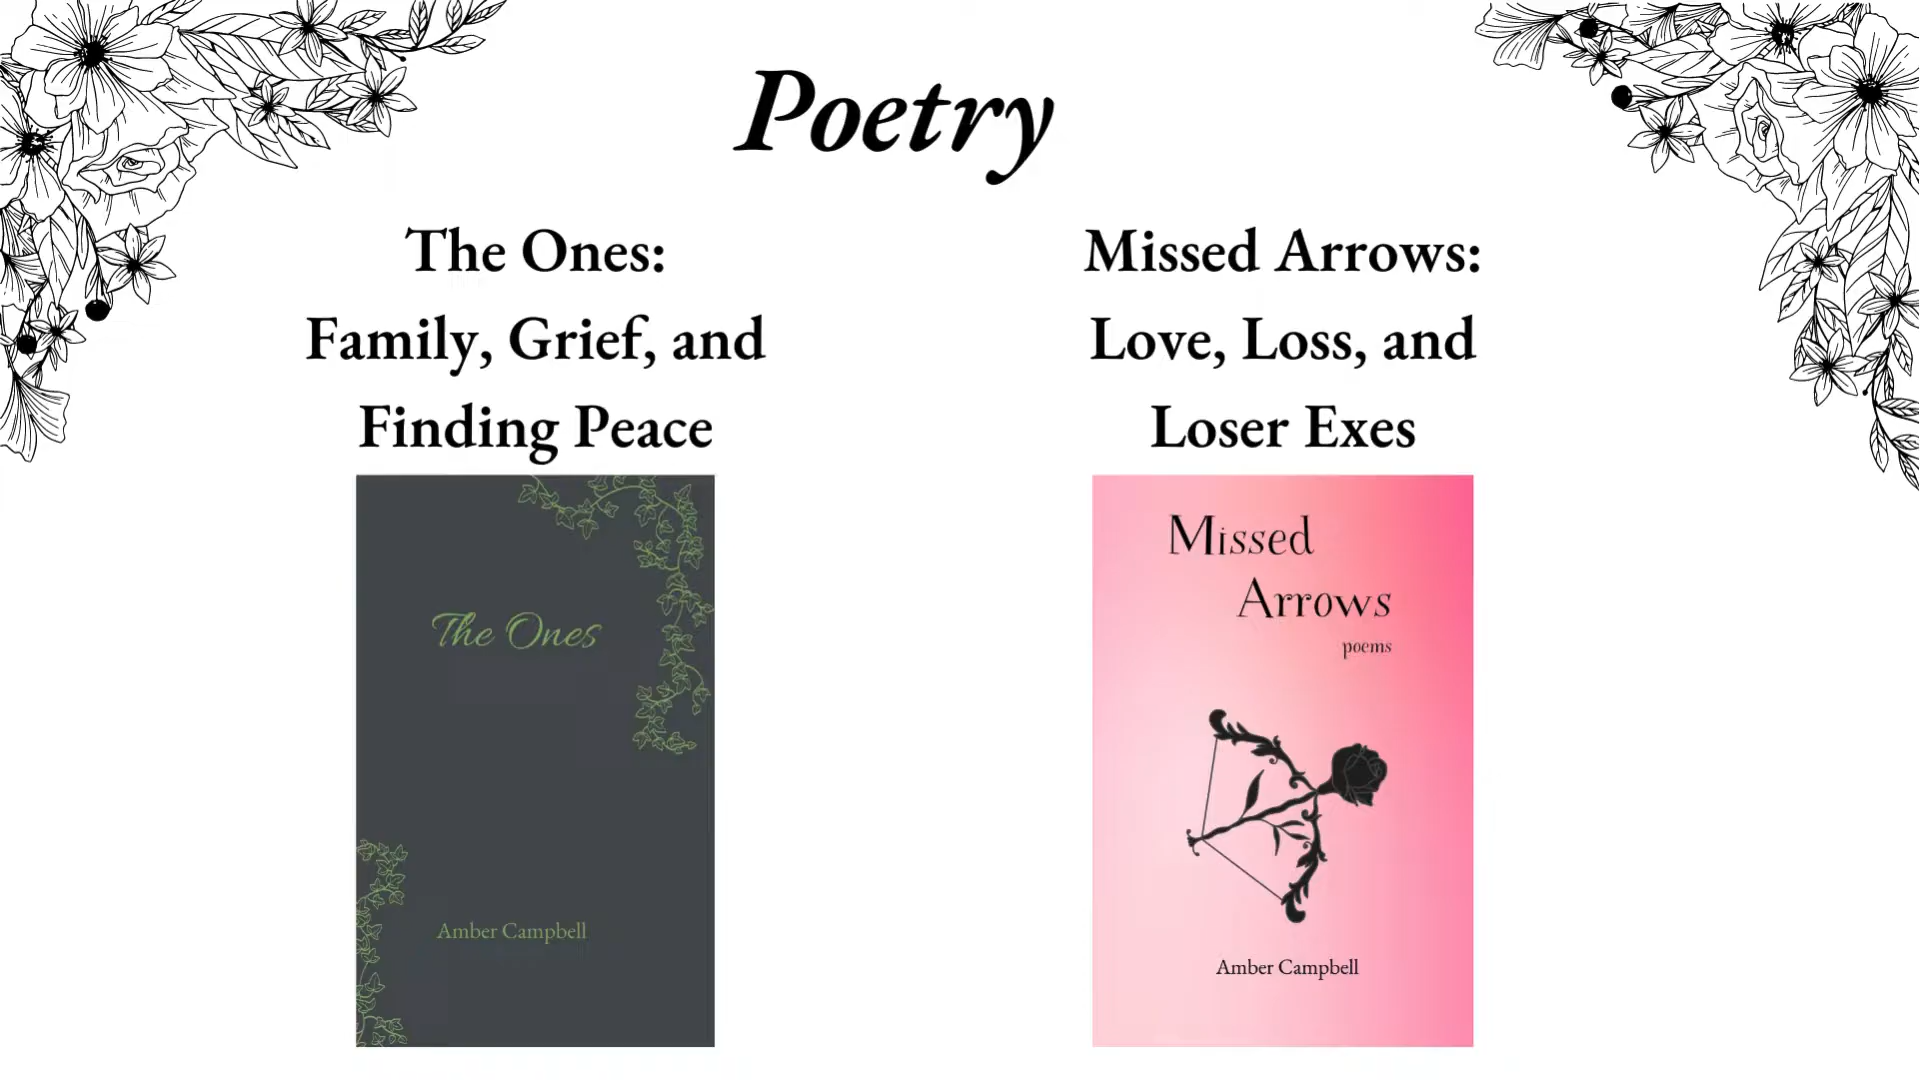 Poetry
The Ones:
Family, Grief, and
Finding Peace
The Ones
Amber Campbell
Missed Arrows:
Love, Loss, and
Loser Exes
Missed
Arrows
poems
Amber Campbell